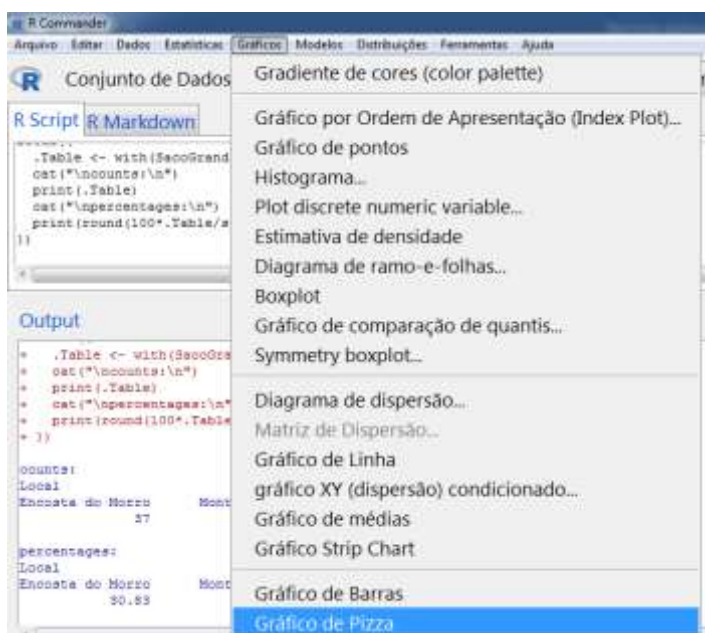 R Commander
Arquivo Editar Dados Estatísticas Gráficos Modelos Distribuições Ferramentas Ajuda
Conjunto de Dados
R Script R Markdown
.Table <- with(SacoGrand
cat("\ncounts:\n")
print(.Table)
cat("\npercentages:\n")
print(round(100*.Table/s
})
Output
+ .Table <- with(SacoGra
+ cat("\ncounts:\n")
+ print(.Table)
+ cat("\npercentages:\n"
+ print(round(100*.Table
+ })
counts:
Local
Encosta do Morro Mont
37
percentages:
Local
Encosta do Morro Mont
30.83
Gradiente de cores (color palette)
Gráfico por Ordem de Apresentação (Index Plot)...
Gráfico de pontos
Histograma...
Plot discrete numeric variable...
Estimativa de densidade
Diagrama de ramo-e-folhas...
Boxplot
Gráfico de comparação de quantis...
Symmetry boxplot...
Diagrama de dispersão...
Matriz de Dispersão...
Gráfico de Linha
gráfico XY (dispersão) condicionado...
Gráfico de médias
Gráfico Strip Chart
Gráfico de Barras
Gráfico de Pizza